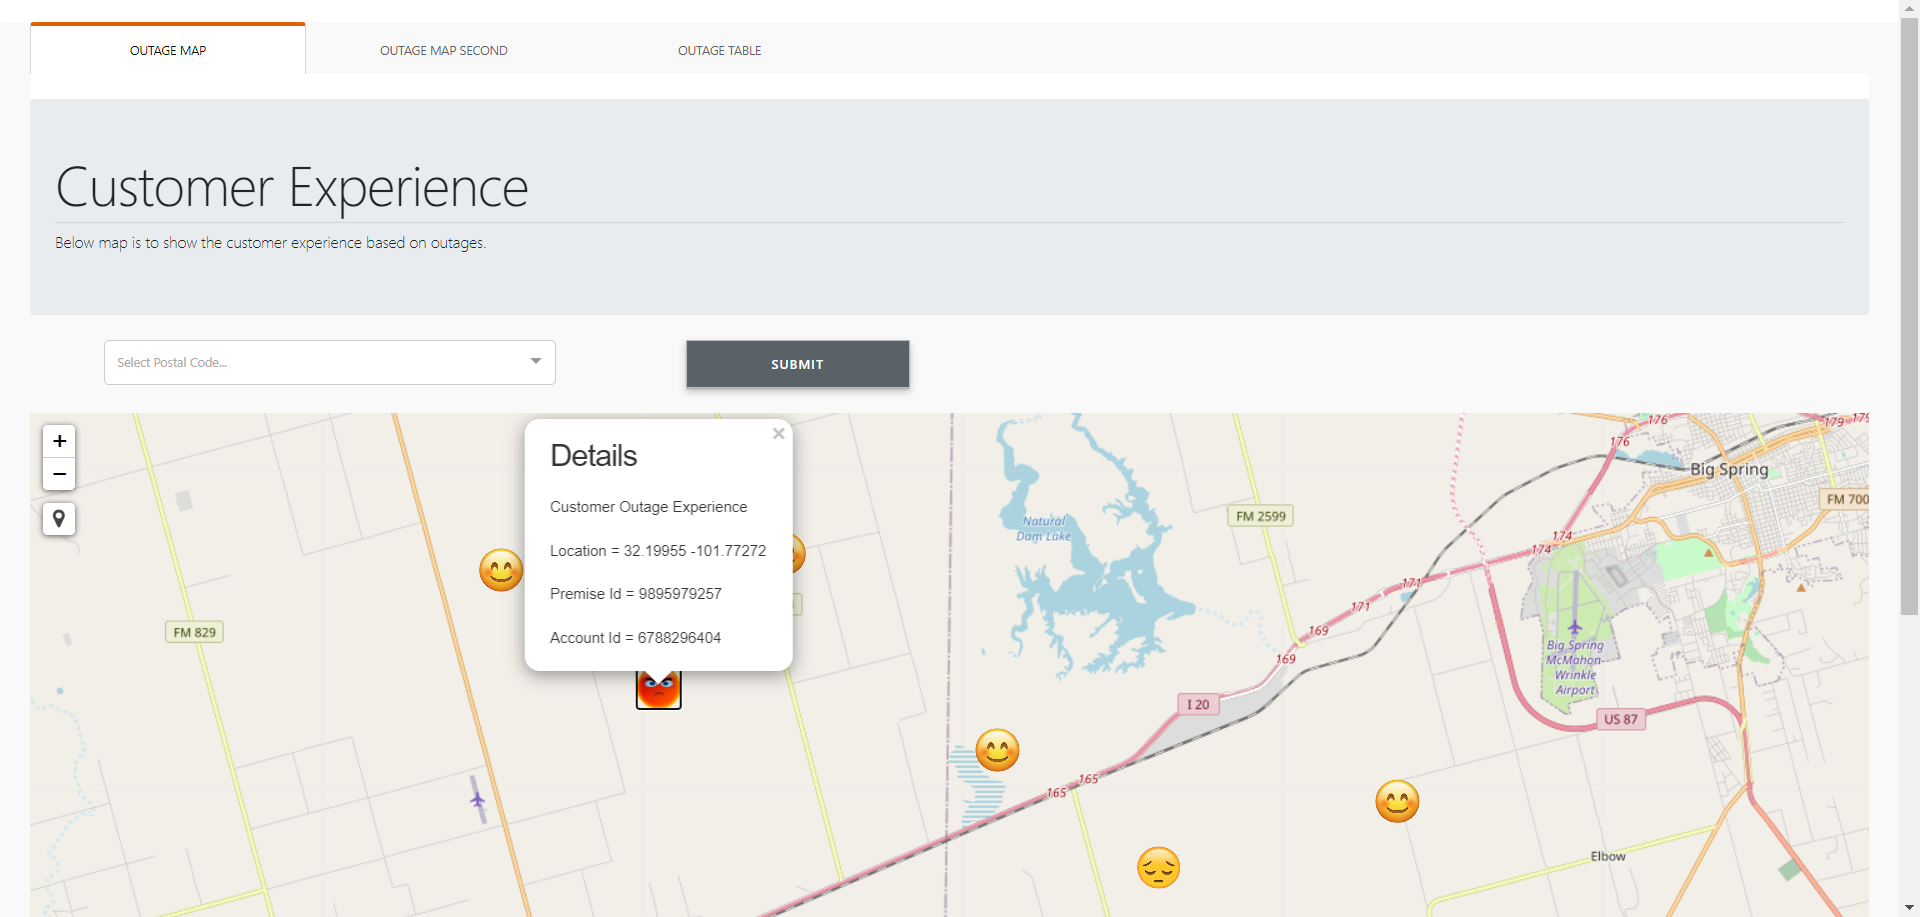 OUTAGE MAP
OUTAGE MAP SECOND
OUTAGE TABLE
Customer Experience
Below map is to show the customer experience based on outages.
Select Postal Code...
SUBMIT
+
−
×
Details
Customer Outage Experience
Location = 32.19955 -101.77272
Premise Id = 9895979257
Account Id = 6788296404
176
179
179
176
Big Spring
FM 700
Natural
Dam Lake
FM 2599
174
174
171
171
169
169
FM 829
Big Spring
McMahon-
Wrinkle
Airport
I 20
US 87
165
165
Elbow